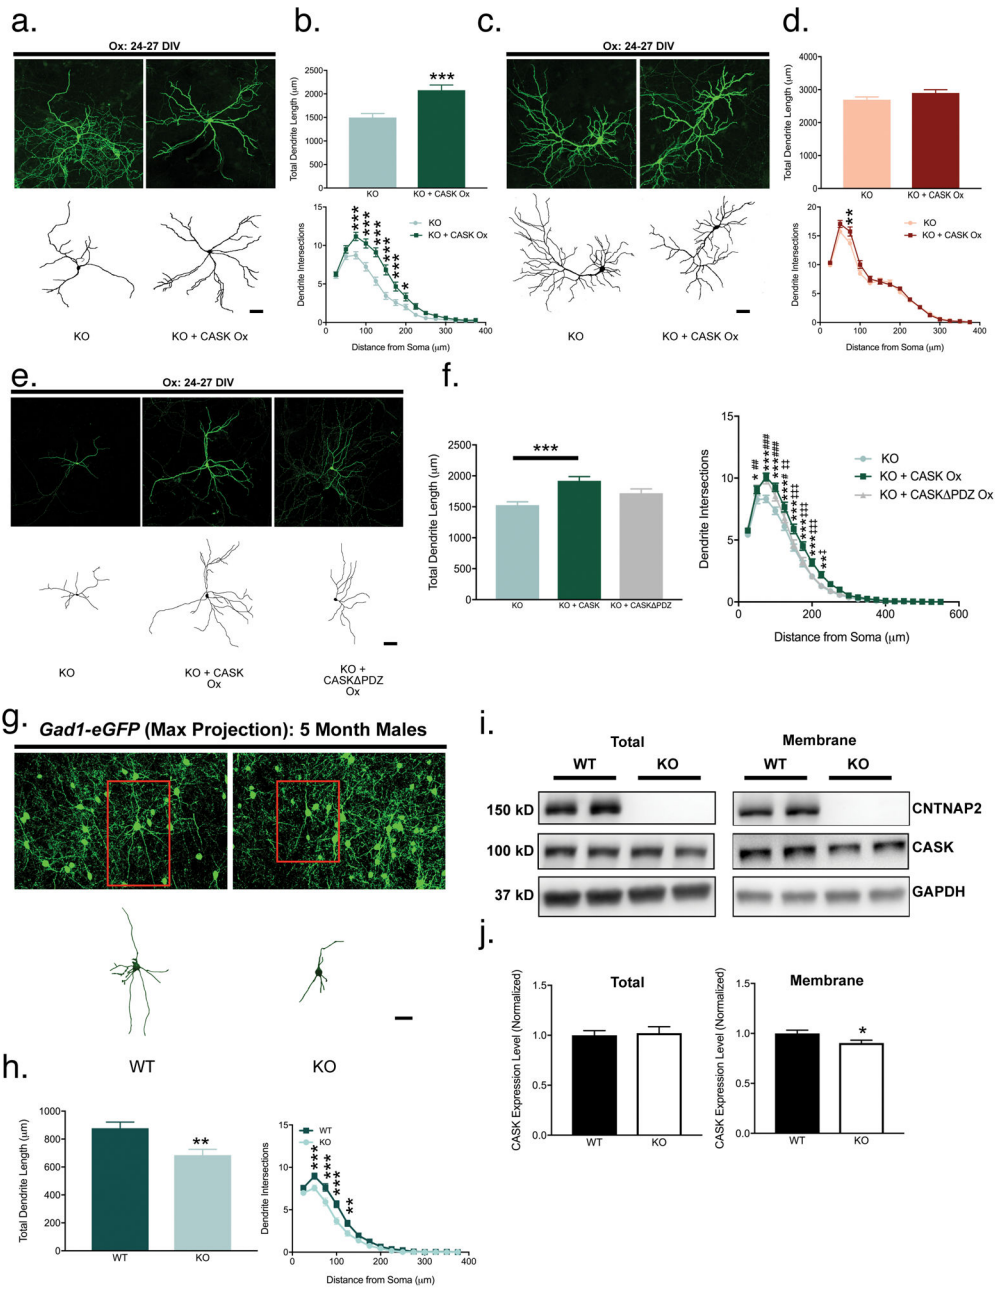 a.
Ox: 24-27 DIV
KO
KO + CASK Ox
b.
Total Dendrite Length (μm)
2500
2000
1500
1000
500
0
***
KO
KO + CASK Ox
Dendrite Intersections
15
10
5
0
KO
KO + CASK Ox
***
***
***
***
***
*
0
100
200
300
400
Distance from Soma (μm)
c.
Ox: 24-27 DIV
KO
KO + CASK Ox
d.
Total Dendrite Length (μm)
4000
3000
2000
1000
0
KO
KO + CASK Ox
Dendrite Intersections
20
15
10
5
0
**
KO
KO + CASK Ox
0
100
200
300
400
Distance from Soma (μm)
e.
Ox: 24-27 DIV
KO
KO + CASK
Ox
KO +
CASKΔPDZ
Ox
f.
Total Dendrite Length (μm)
2500
2000
1500
1000
500
0
***
KO
KO + CASK
KO + CASKΔPDZ
Dendrite Intersections
15
10
5
0
KO
KO + CASK Ox
KO + CASKΔPDZ Ox
0
200
400
600
Distance from Soma (μm)
g.
Gad1-eGFP (Max Projection): 5 Month Males
WT
KO
h.
Total Dendrite Length (μm)
1000
800
600
400
200
0
**
WT
KO
Dendrite Intersections
15
10
5
0
WT
KO
***
***
***
**
0
100
200
300
400
Distance from Soma (μm)
i.
Total
Membrane
WT
KO
WT
KO
150 kD
CNTNAP2
100 kD
CASK
37 kD
GAPDH
j.
Total
CASK Expression Level (Normalized)
1.5
1.0
0.5
0.0
WT
KO
Membrane
CASK Expression Level (Normalized)
1.5
1.0
0.5
0.0
*
WT
KO